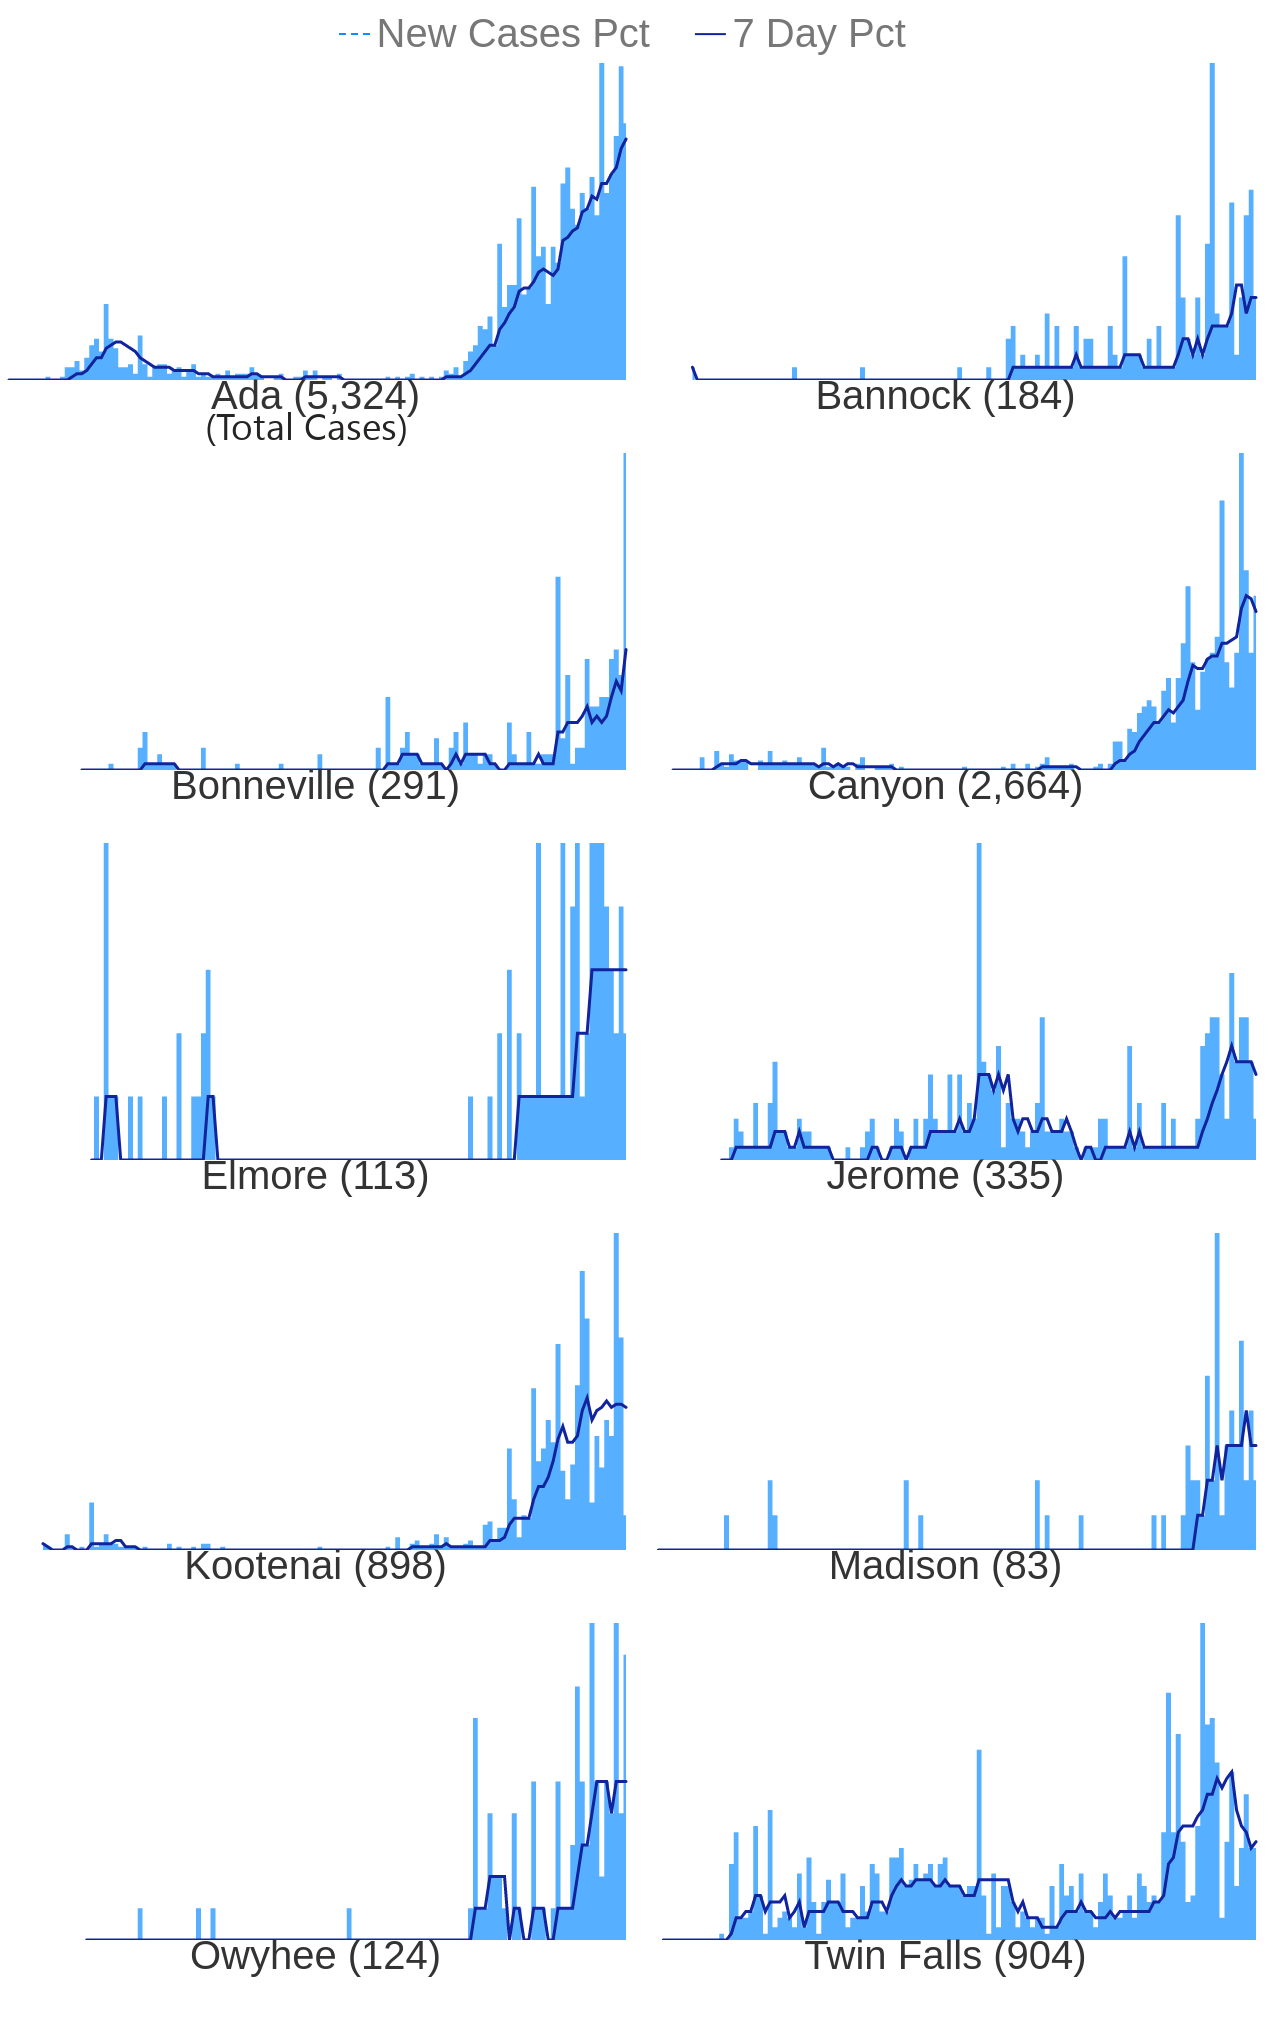 New Cases Pct 7 Day Pct
Ada (5,324) Bannock (184)
(Total Cases)
Bonneville (291) Canyon (2,664)
Elmore (113) Jerome (335)
Kootenai (898) Madison (83)
Owyhee (124) Twin Falls (904)